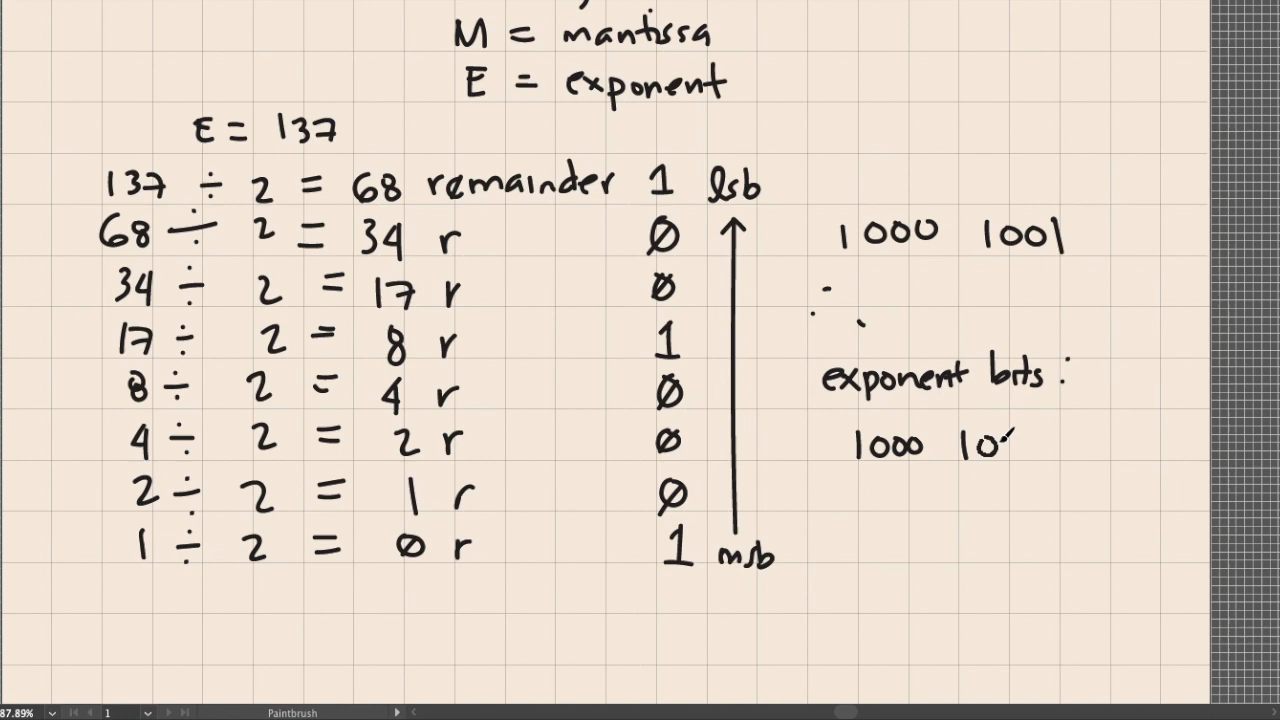 M = mantissa
E = exponent
E = 137
137 ÷ 2 = 68 remainder 1 lsb
68 ÷ 2 = 34 r 0 1000 1001
34 ÷ 2 = 17 r 0
17 ÷ 2 = 8 r 1
∴
8 ÷ 2 = 4 r 0 exponent bits :
4 ÷ 2 = 2 r 0 1000 10
2 ÷ 2 = 1 r 0
1 ÷ 2 = 0 r 1 msb
87.89% 1 Paintbrush